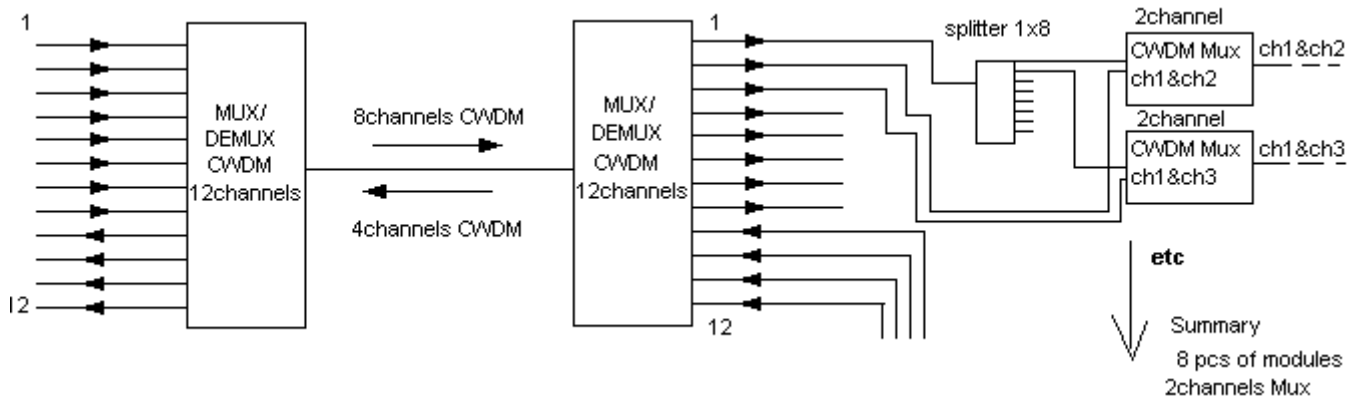 1
MUX/
DEMUX
CWDM
12channels
12
8channels CWDM
4channels CWDM
1
MUX/
DEMUX
CWDM
12channels
12
splitter 1x8
2channel
CWDM Mux
ch1&ch2
ch1&ch2
2channel
CWDM Mux
ch1&ch3
ch1&ch3
etc
Summary
8 pcs of modules
2channels Mux